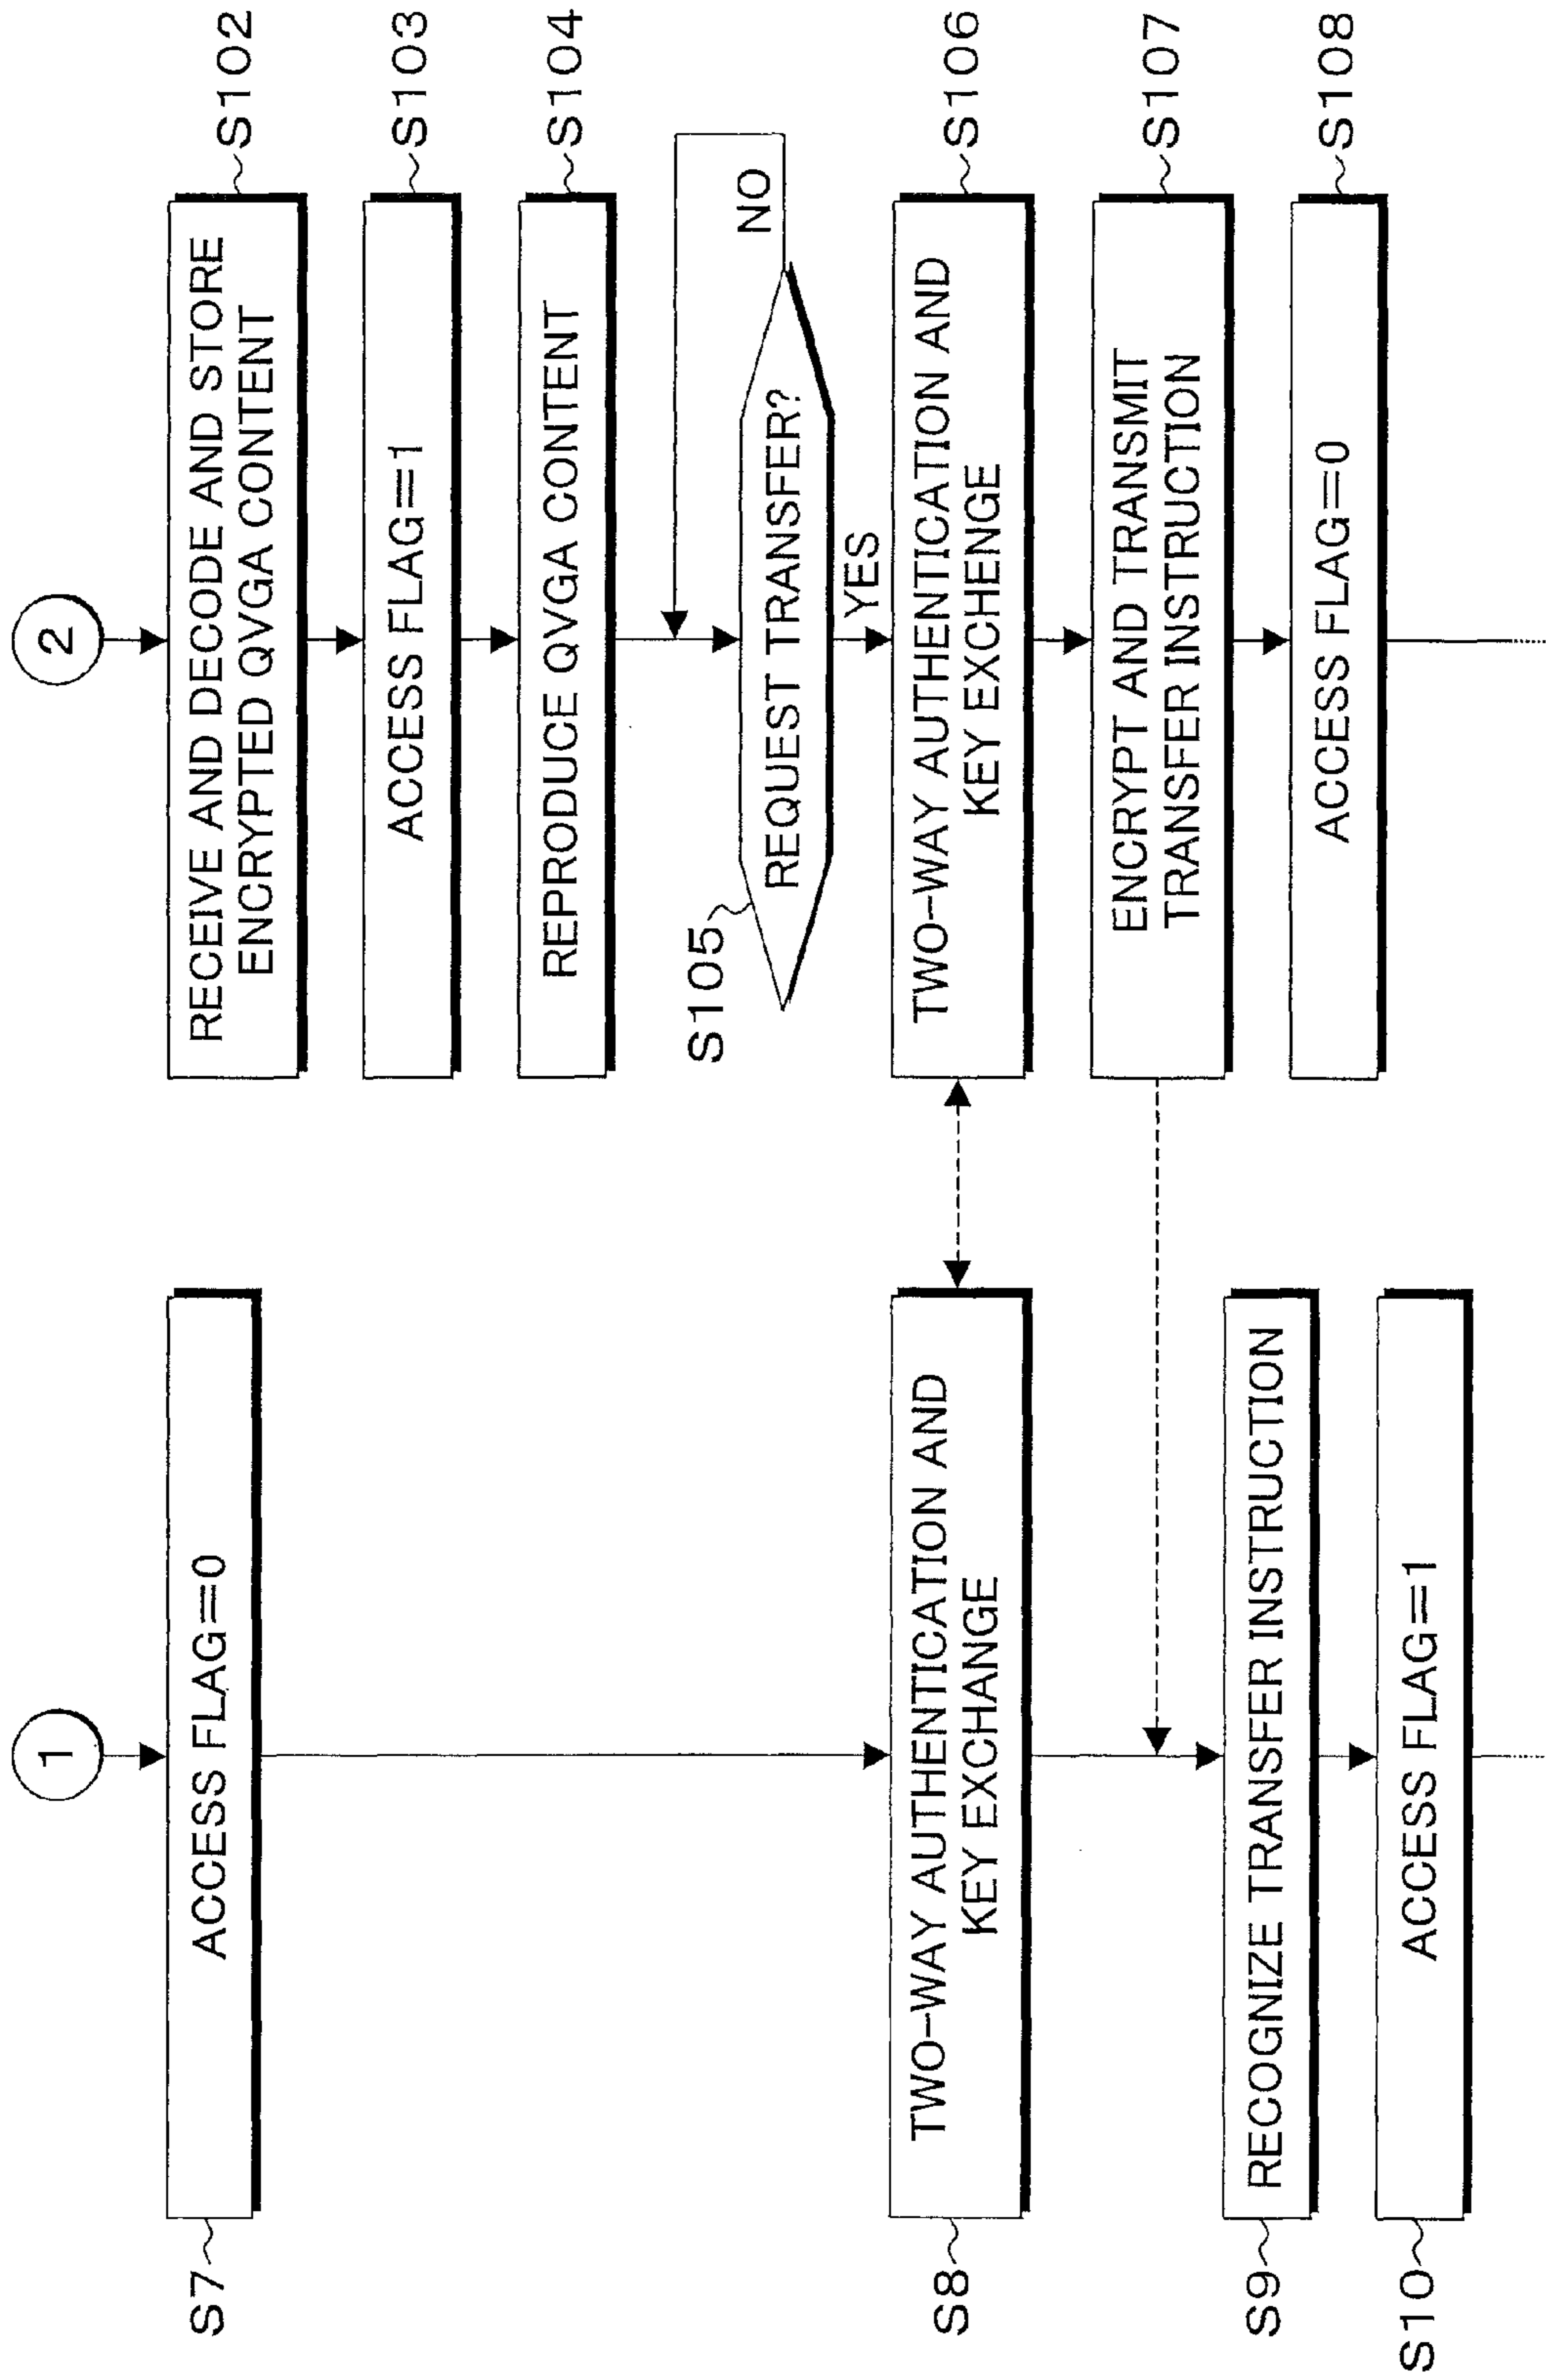 1
S7
ACCESS FLAG=0
S8
TWO-WAY AUTHENTICATION AND
KEY EXCHANGE
S9
RECOGNIZE TRANSFER INSTRUCTION
S10
ACCESS FLAG=1
2
RECEIVE AND DECODE AND STORE
ENCRYPTED QVGA CONTENT
S102
ACCESS FLAG=1
S103
REPRODUCE QVGA CONTENT
S104
S105
REQUEST TRANSFER?
NO
YES
TWO-WAY AUTHENTICATION AND
KEY EXCHENGE
S106
ENCRYPT AND TRANSMIT
TRANSFER INSTRUCTION
S107
ACCESS FLAG=0
S108